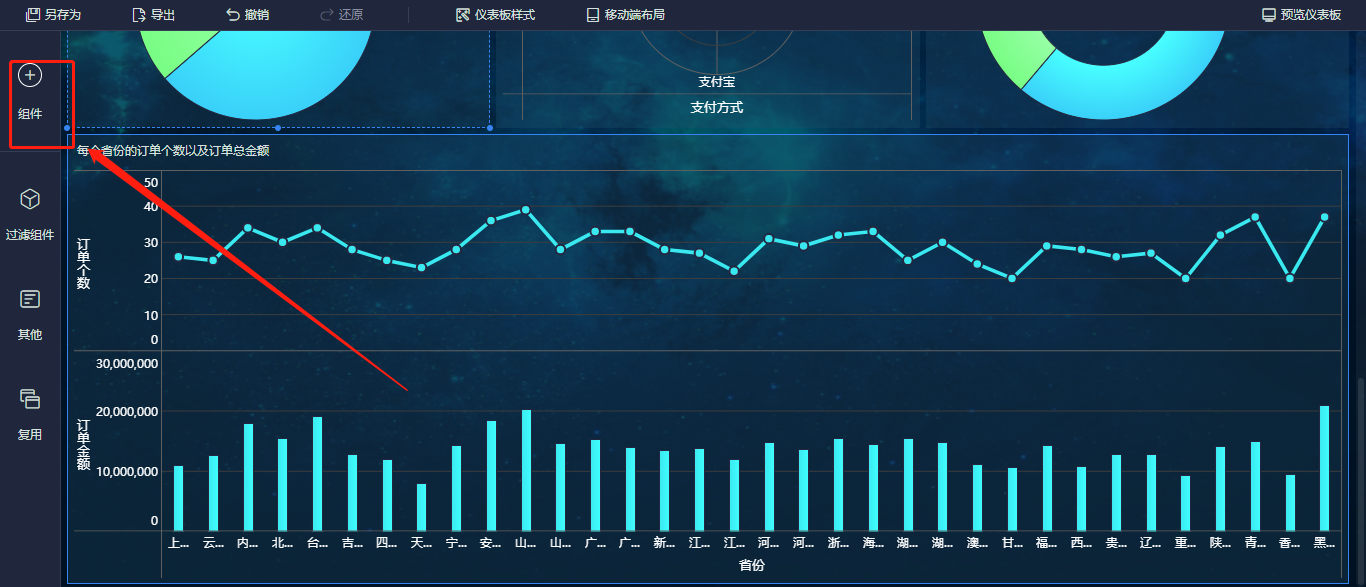 另存为 导出 撤销 还原 仪表板样式 移动端布局 预览仪表板
组件
过滤组件
其他
复用
支付宝
支付方式
每个省份的订单个数以及订单总金额
订单个数
50
40
30
20
10
0
订单金额
30,000,000
20,000,000
10,000,000
0
上... 云... 内... 北... 台... 吉... 四... 天... 宁... 安... 山... 山... 广... 广... 新... 江... 江... 河... 河... 浙... 海... 湖... 湖... 澳... 甘... 福... 西... 贵... 辽... 重... 陕... 青... 香... 黑...
省份